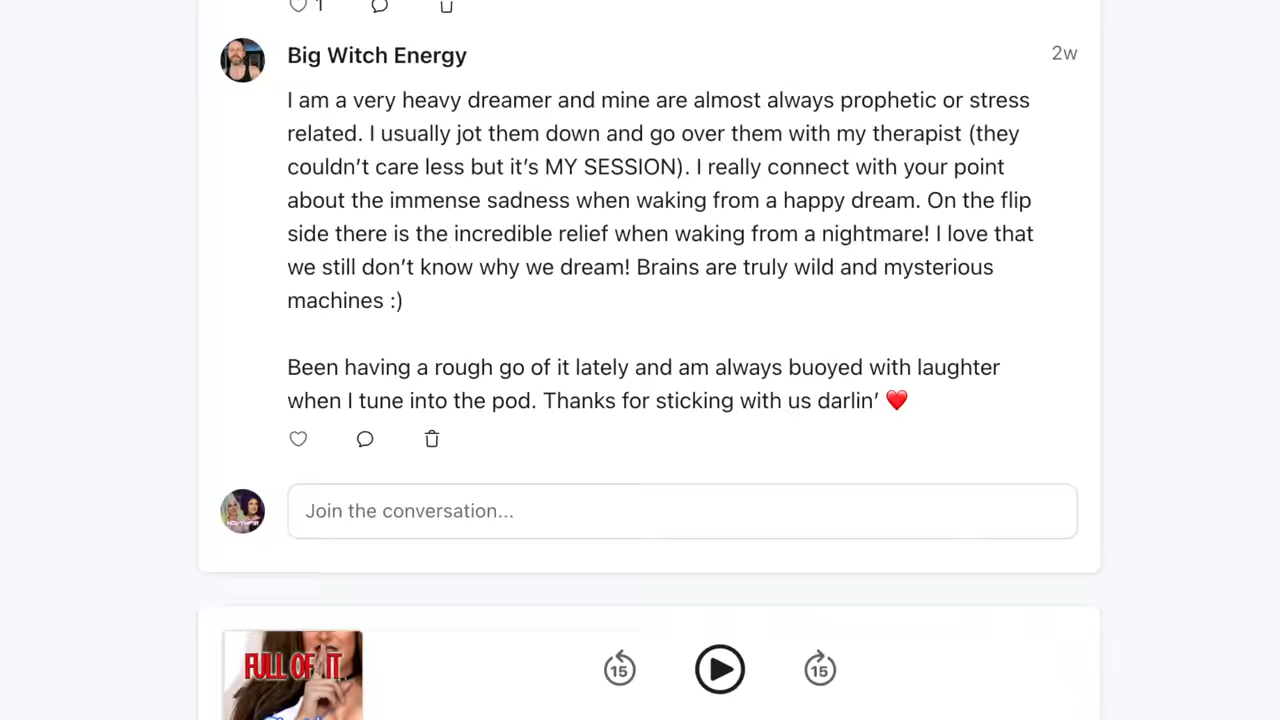 1
Big Witch Energy
2w
I am a very heavy dreamer and mine are almost always prophetic or stress
related. I usually jot them down and go over them with my therapist (they
couldn’t care less but it’s MY SESSION). I really connect with your point
about the immense sadness when waking from a happy dream. On the flip
side there is the incredible relief when waking from a nightmare! I love that
we still don’t know why we dream! Brains are truly wild and mysterious
machines :)
Been having a rough go of it lately and am always buoyed with laughter
when I tune into the pod. Thanks for sticking with us darlin’ ❤️
Join the conversation...
FULL OF IT
15
15